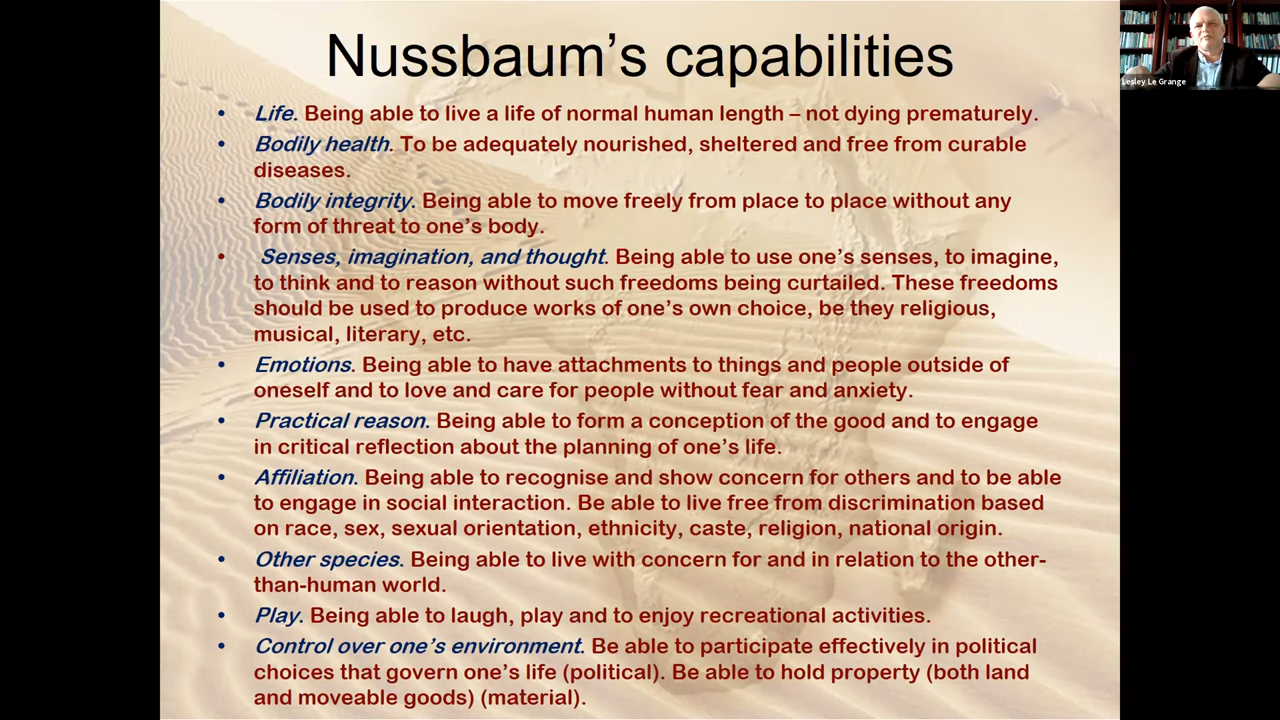 Nussbaum's capabilities
• Life. Being able to live a life of normal human length – not dying prematurely.
• Bodily health. To be adequately nourished, sheltered and free from curable
diseases.
• Bodily integrity. Being able to move freely from place to place without any
form of threat to one's body.
• Senses, imagination, and thought. Being able to use one's senses, to imagine,
to think and to reason without such freedoms being curtailed. These freedoms
should be used to produce works of one's own choice, be they religious,
musical, literary, etc.
• Emotions. Being able to have attachments to things and people outside of
oneself and to love and care for people without fear and anxiety.
• Practical reason. Being able to form a conception of the good and to engage
in critical reflection about the planning of one's life.
• Affiliation. Being able to recognise and show concern for others and to be able
to engage in social interaction. Be able to live free from discrimination based
on race, sex, sexual orientation, ethnicity, caste, religion, national origin.
• Other species. Being able to live with concern for and in relation to the other-
than-human world.
• Play. Being able to laugh, play and to enjoy recreational activities.
• Control over one's environment. Be able to participate effectively in political
choices that govern one's life (political). Be able to hold property (both land
and moveable goods) (material).
Lesley Le Grange